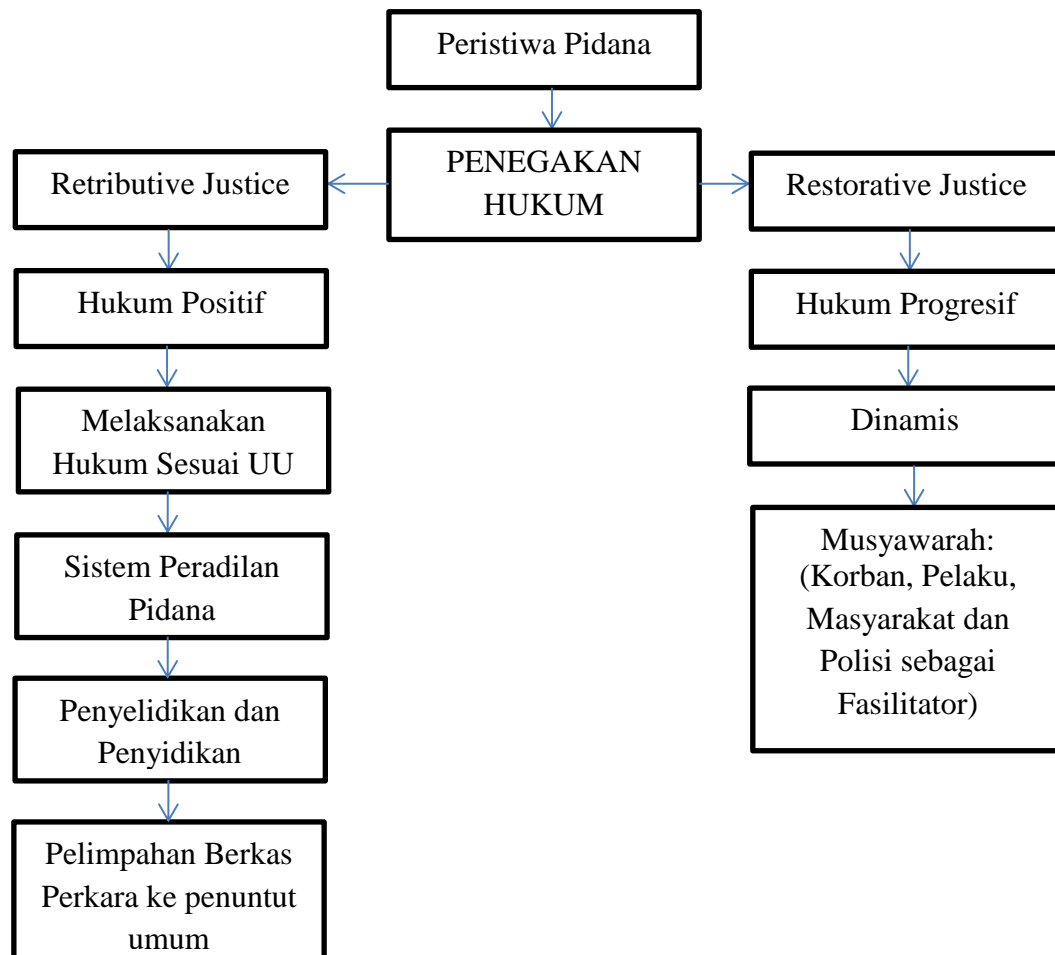 Peristiwa Pidana
PENEGAKAN
HUKUM
Retributive Justice
Restorative Justice
Hukum Positif
Hukum Progresif
Melaksanakan
Hukum Sesuai UU
Dinamis
Sistem Peradilan
Pidana
Musyawarah:
(Korban, Pelaku,
Masyarakat dan
Polisi sebagai
Fasilitator)
Penyelidikan dan
Penyidikan
Pelimpahan Berkas
Perkara ke penuntut
umum